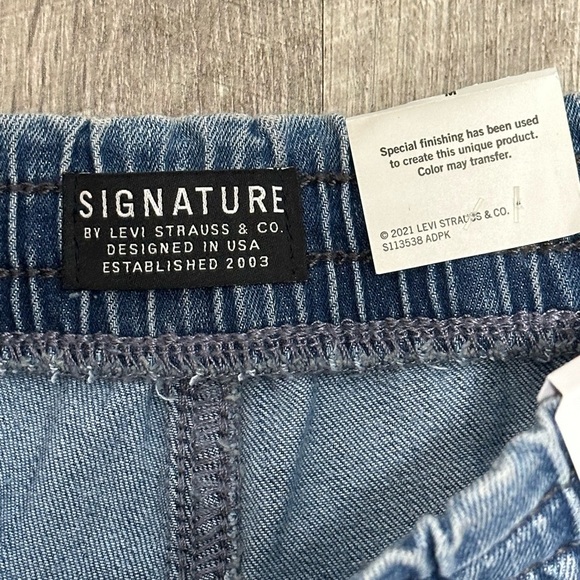 SIGNATURE
BY LEVI STRAUSS & CO.
DESIGNED IN USA
ESTABLISHED 2003
Special finishing has been used
to create this unique product.
Color may transfer.
© 2021 LEVI STRAUSS & CO.
S113538 ADPK